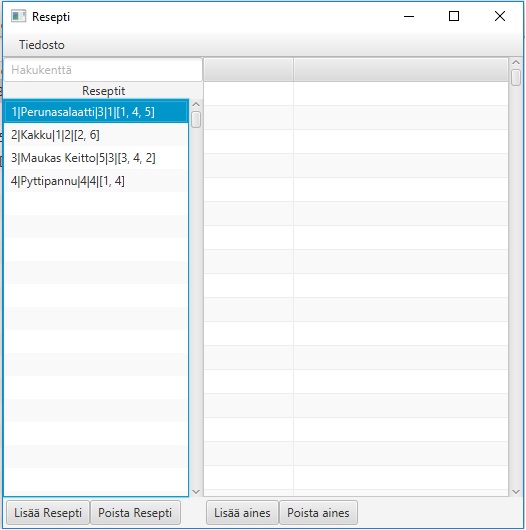 Resepti
Tiedosto
Hakukenttä
Reseptit
1|Perunasalaatti|3|1|[1, 4, 5]
2|Kakku|1|2|[2, 6]
3|Maukas Keitto|5|3|[3, 4, 2]
4|Pyttipannu|4|4|[1, 4]
Lisää Resepti Poista Resepti Lisää aines Poista aines